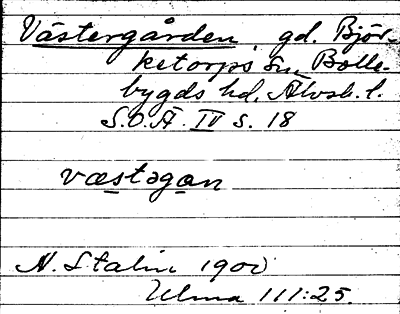 Västergården, gd. Björ-
ketorps sn Bolle-
bygds hd. Älvsb. l.
S.O.Ä. IV s. 18
væstəgan
N. Stalin 1900
Ulma 111:25.